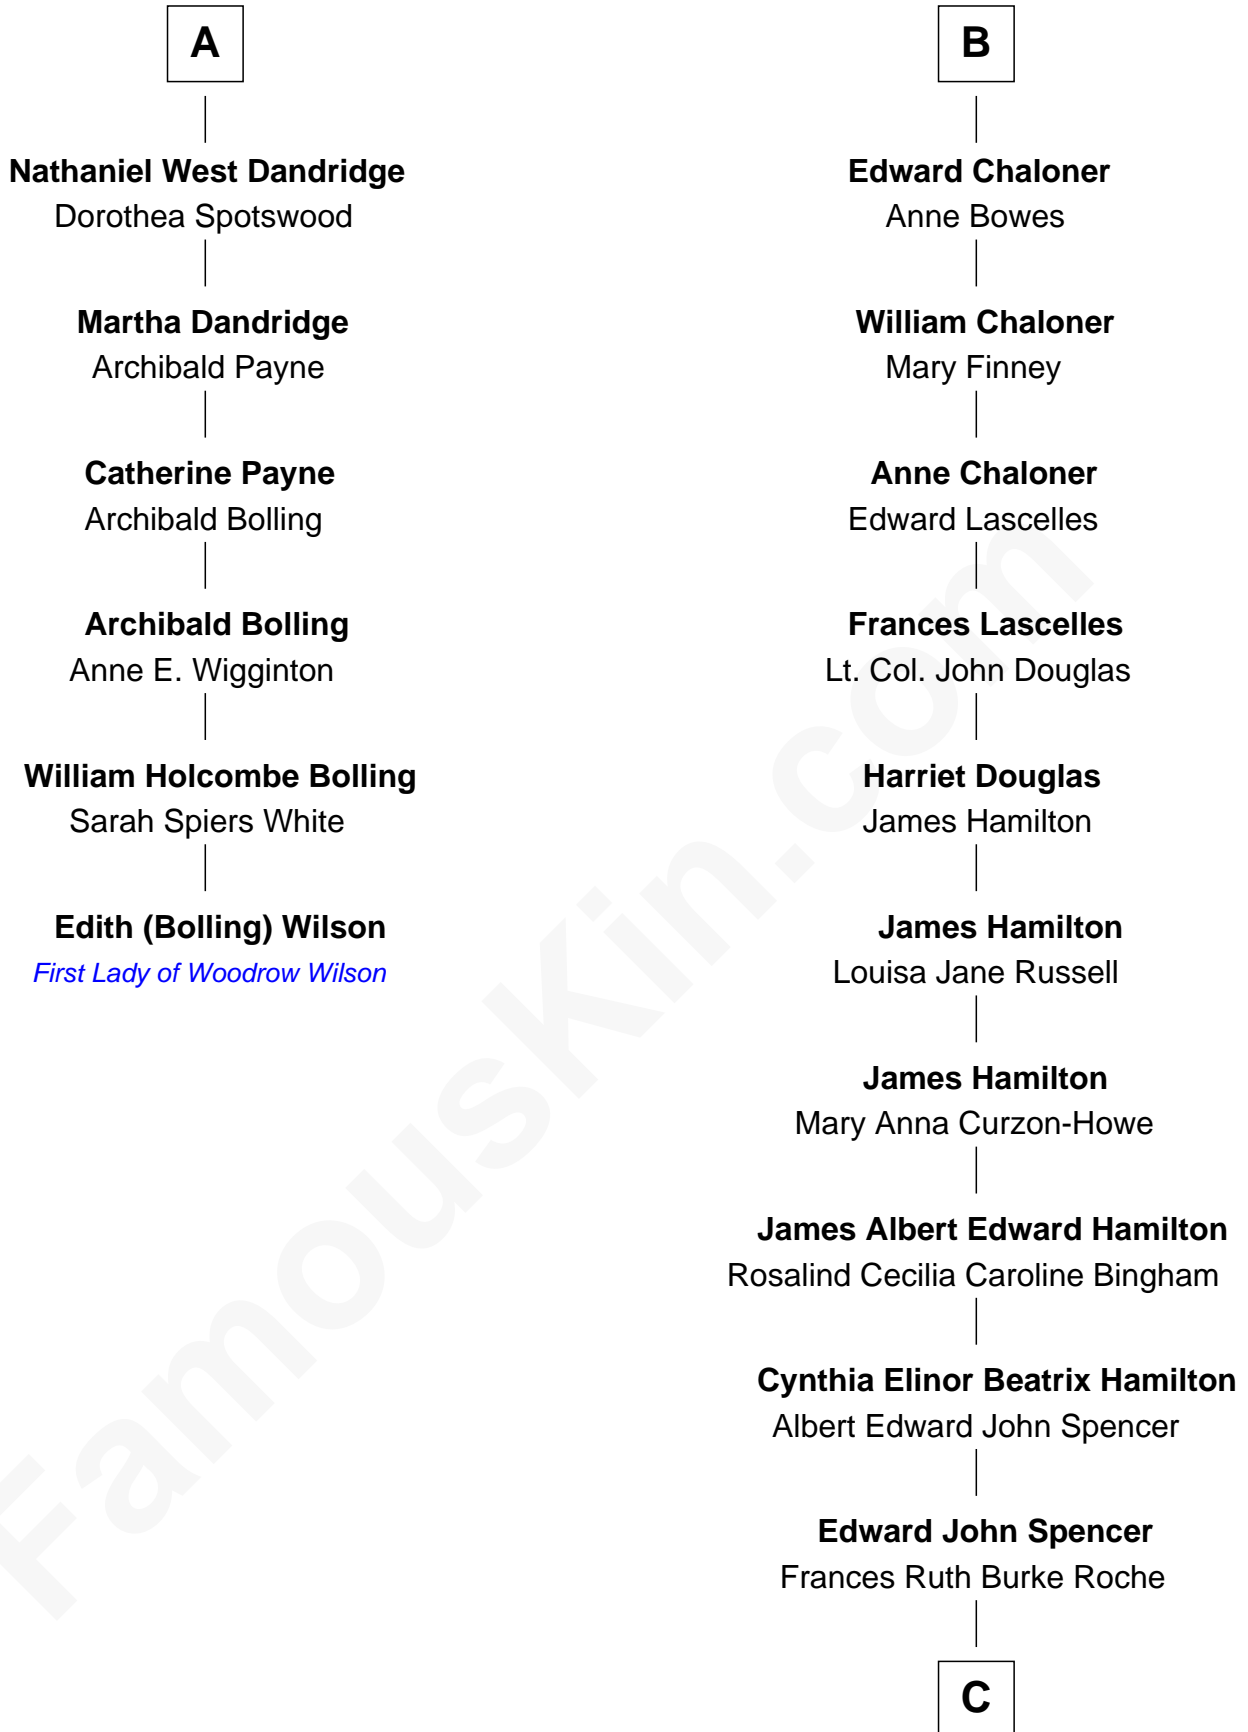 A
Nathaniel West Dandridge
Dorothea Spotswood
Martha Dandridge
Archibald Payne
Catherine Payne
Archibald Bolling
Archibald Bolling
Anne E. Wigginton
William Holcombe Bolling
Sarah Spiers White
Edith (Bolling) Wilson
First Lady of Woodrow Wilson
B
Edward Chaloner
Anne Bowes
William Chaloner
Mary Finney
Anne Chaloner
Edward Lascelles
Frances Lascelles
Lt. Col. John Douglas
Harriet Douglas
James Hamilton
James Hamilton
Louisa Jane Russell
James Hamilton
Mary Anna Curzon-Howe
James Albert Edward Hamilton
Rosalind Cecilia Caroline Bingham
Cynthia Elinor Beatrix Hamilton
Albert Edward John Spencer
Edward John Spencer
Frances Ruth Burke Roche
C
FamousKin.com